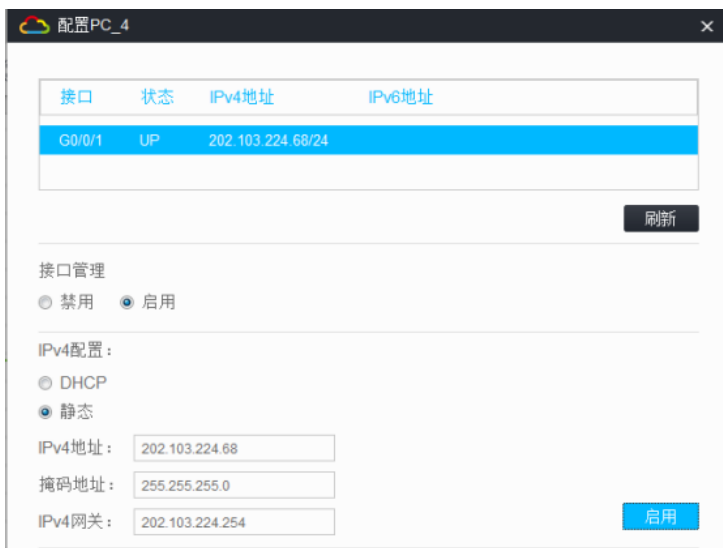 配置PC_4
接口 状态 IPv4地址 IPv6地址
G0/0/1 UP 202.103.224.68/24
刷新
接口管理
禁用 启用
IPv4配置：
DHCP
静态
IPv4地址： 202.103.224.68
掩码地址： 255.255.255.0
IPv4网关： 202.103.224.254 启用